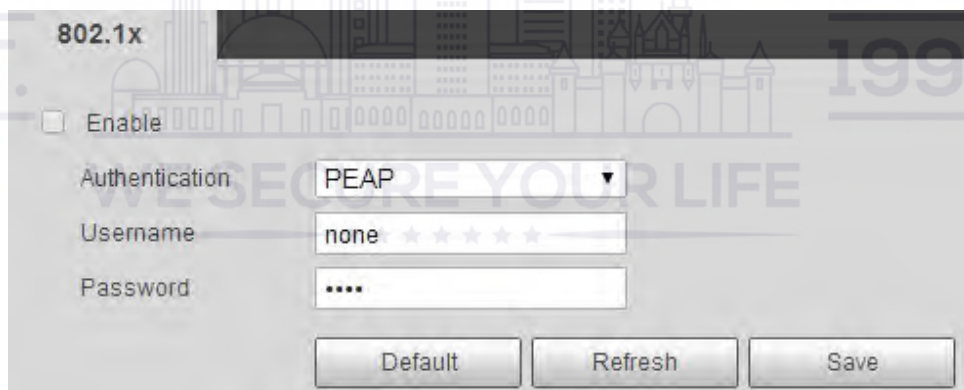 802.1x
199
Enable
WE SECURE YOUR LIFE
Authentication
PEAP
Username
none
Password
••••
Default
Refresh
Save